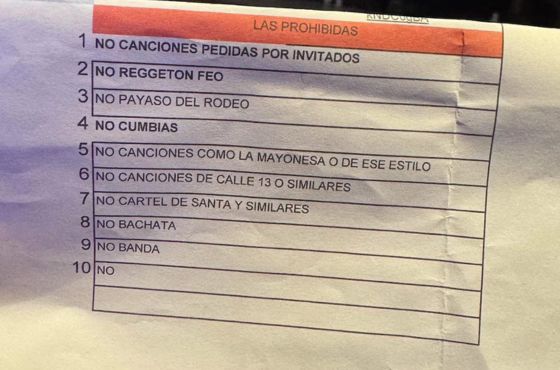 LAS PROHIBIDAS
1 NO CANCIONES PEDIDAS POR INVITADOS
2 NO REGGETON FEO
3 NO PAYASO DEL RODEO
4 NO CUMBIAS
5 NO CANCIONES COMO LA MAYONESA O DE ESE ESTILO
6 NO CANCIONES DE CALLE 13 O SIMILARES
7 NO CARTEL DE SANTA Y SIMILARES
8 NO BACHATA
9 NO BANDA
10 NO